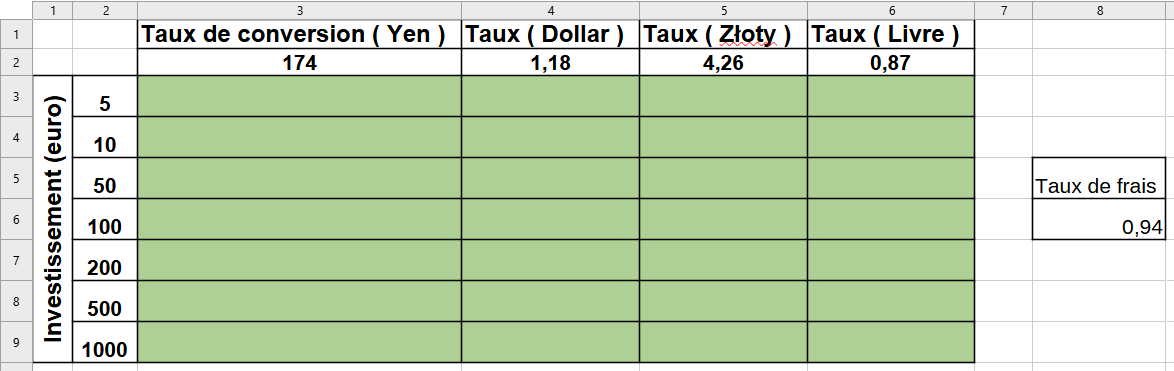 1 2 3 4 5 6 7 8
1 Taux de conversion ( Yen ) Taux ( Dollar ) Taux ( Złoty ) Taux ( Livre )
2 174 1,18 4,26 0,87
Investissement (euro)
3 5
4 10
5 50 Taux de frais
6 100 0,94
7 200
8 500
9 1000